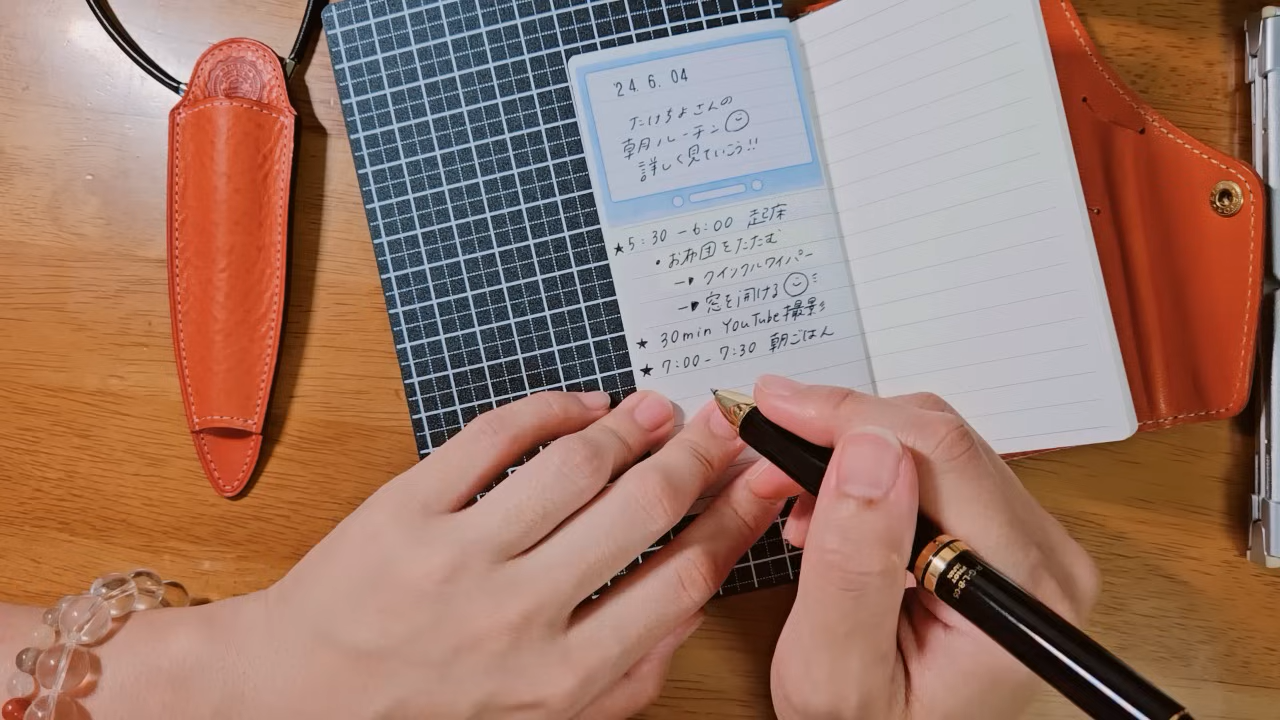 '24.6.04
たけちよさんの
朝ルーチン
詳しく見ていこう!!
★5:30 - 6:00 起床
・お布団をたたむ
→ クイックルワイパー
→ 窓を開ける
★ 30min YouTube撮影
★ 7:00 - 7:30 朝ごはん
PILOT
JAPAN